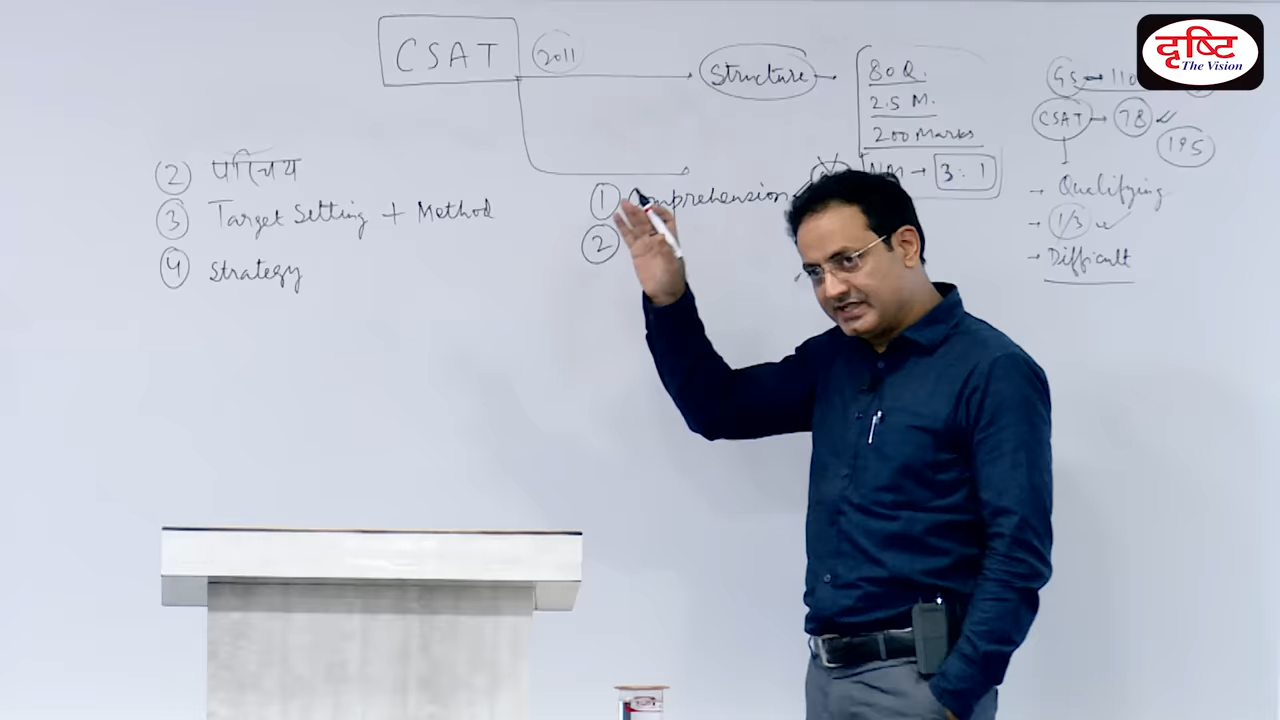 CSAT 2011 → Structure → 80 Q.
2.5 M.
200 Marks
→ 3:1
GS → 110
CSAT → 78
195
→ Qualifying
→ 1/3
→ Difficult
② परिचय
③ Target Setting + Method
④ Strategy
① Comprehension
②
दृष्टि
The Vision